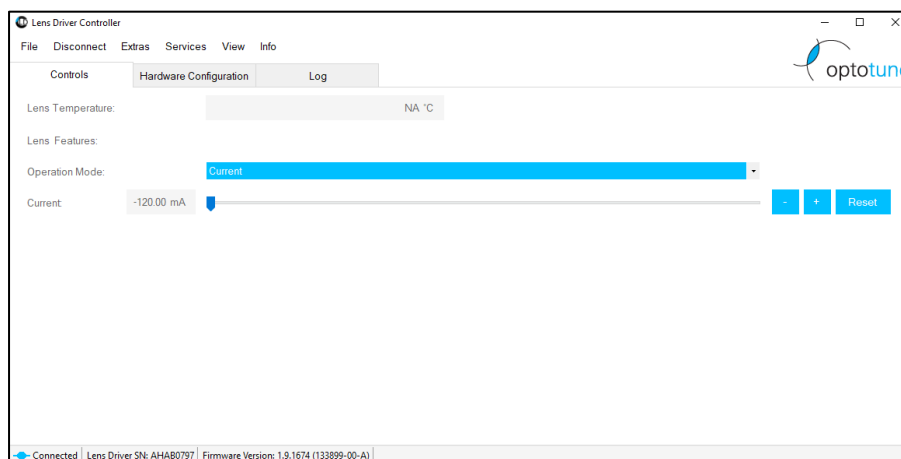 Lens Driver Controller
File Disconnect Extras Services View Info
optotune
Controls Hardware Configuration Log
Lens Temperature: NA °C
Lens Features:
Operation Mode: Current
Current: -120.00 mA - + Reset
Connected Lens Driver SN: AHAB0797 Firmware Version: 1.9.1674 (133899-00-A)